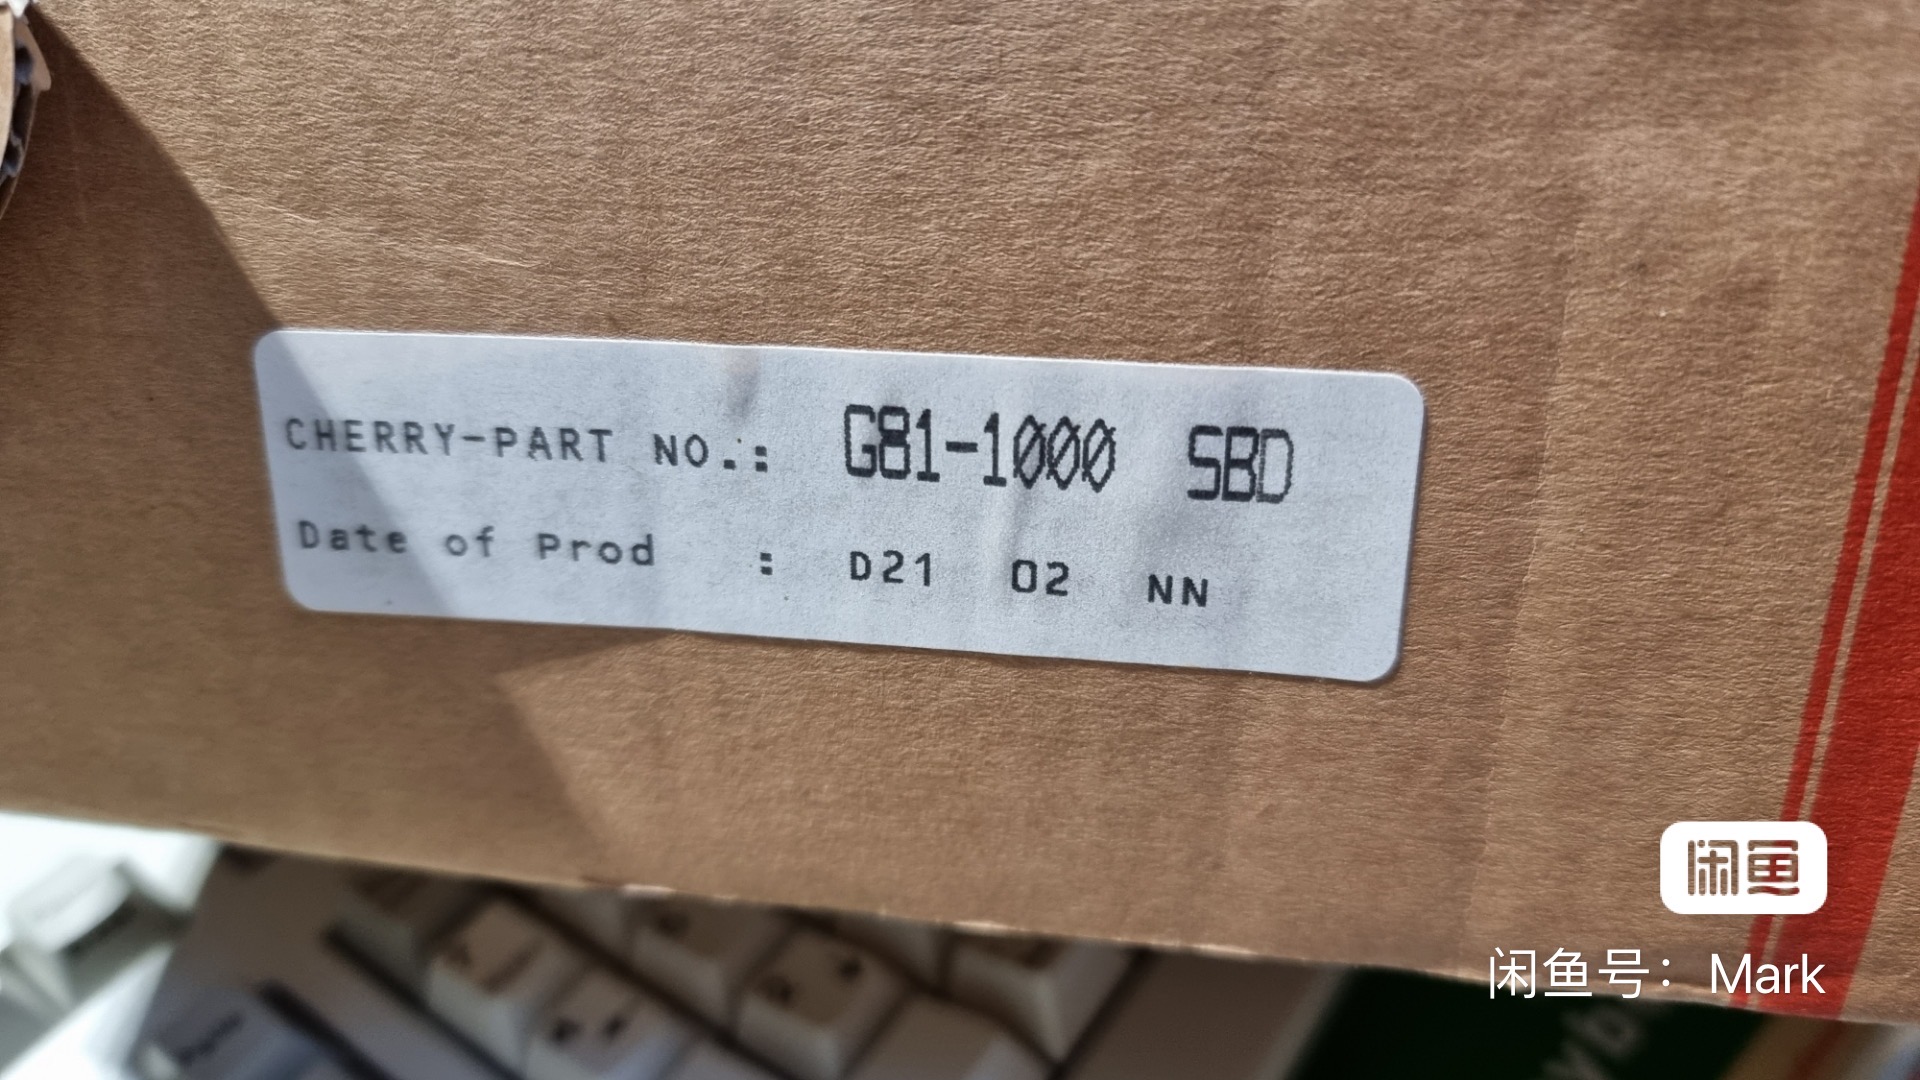 CHERRY-PART NO.: G81-1000 SBD
Date of Prod : D21 02 NN
闲鱼
闲鱼号：Mark